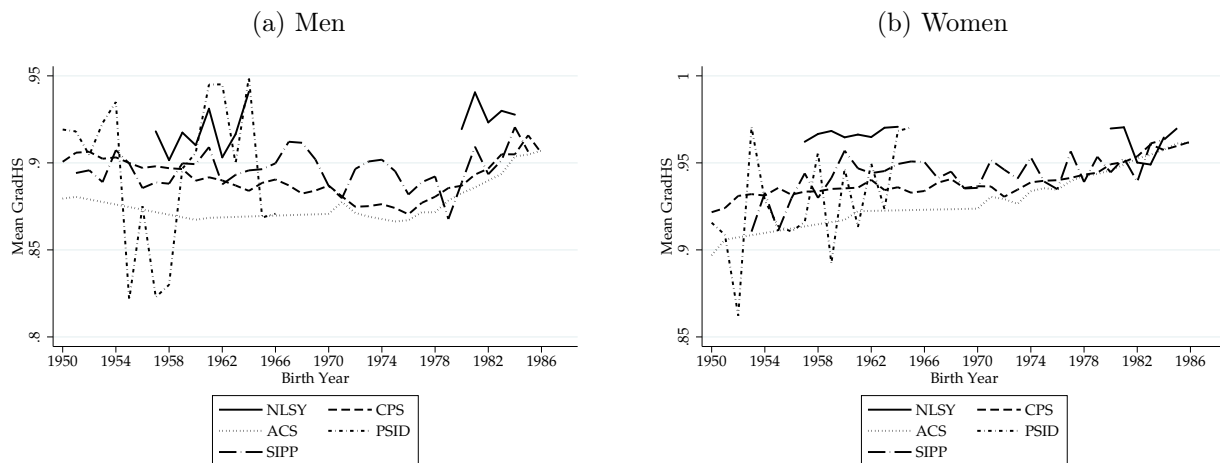 (a) Men
Mean GradHS
.95
.9
.85
.8
1950 1954 1958 1962 1966 1970 1974 1978 1982 1986
Birth Year
NLSY CPS
ACS PSID
SIPP
(b) Women
Mean GradHS
1
.95
.9
.85
1950 1954 1958 1962 1966 1970 1974 1978 1982 1986
Birth Year
NLSY CPS
ACS PSID
SIPP